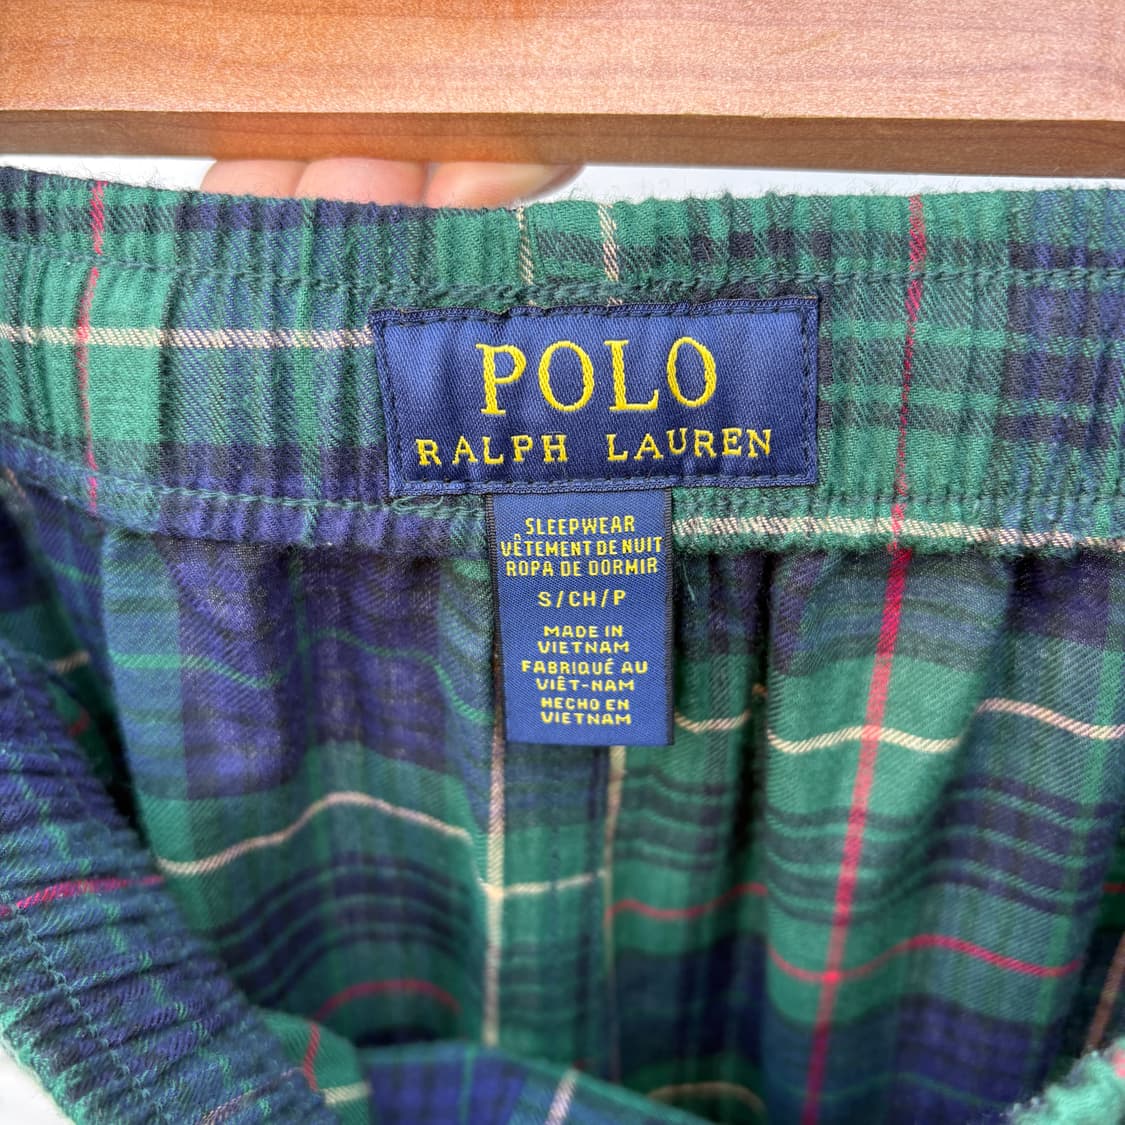 POLO
RALPH LAUREN
SLEEPWEAR
VÊTEMENT DE NUIT
ROPA DE DORMIR
S/CH/P
MADE IN
VIETNAM
FABRIQUÉ AU
VIÊT-NAM
HECHO EN
VIETNAM